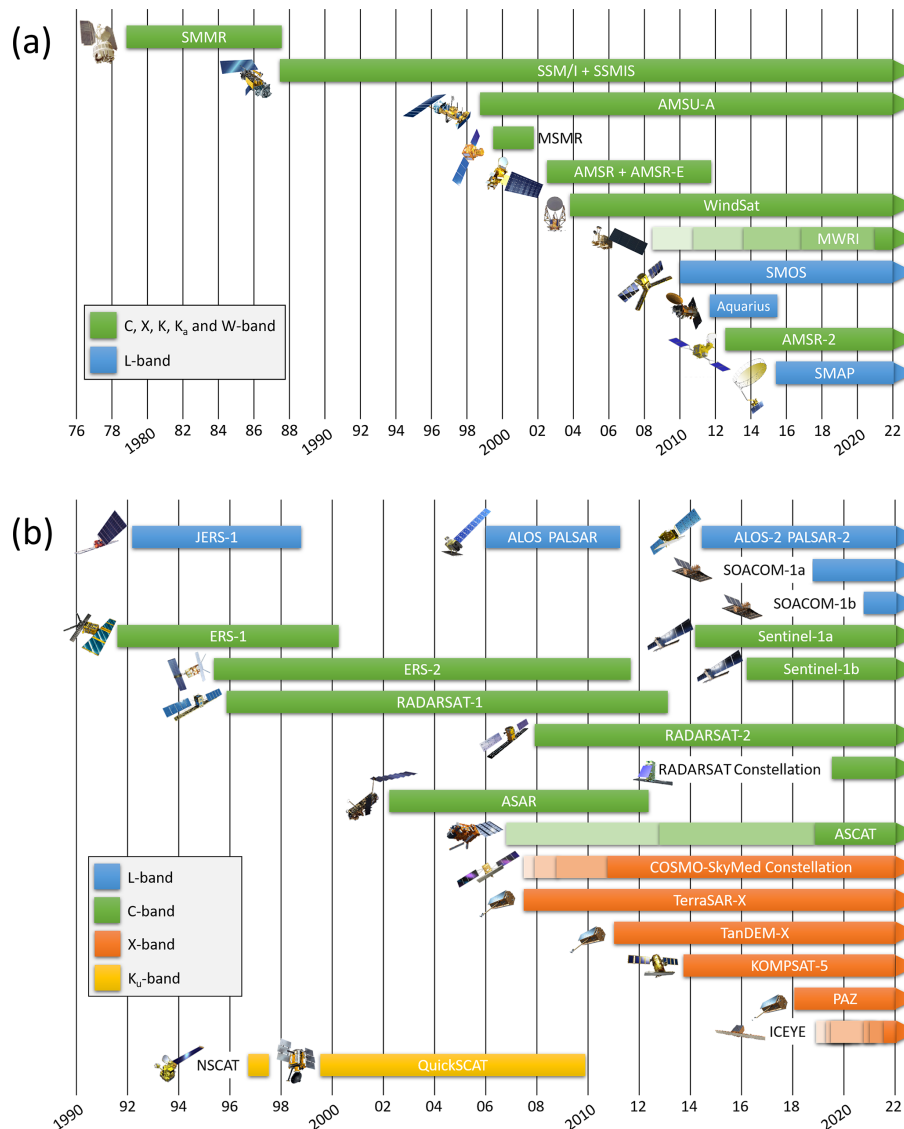 (a)
SMMR
SSM/I + SSMIS
AMSU-A
MSMR
AMSR + AMSR-E
WindSat
MWRI
SMOS
Aquarius
AMSR-2
SMAP
C, X, K, Kₐ and W-band
L-band
76 78 1980 82 84 86 88 1990 92 94 96 98 2000 02 04 06 08 2010 12 14 16 18 2020 22
(b)
JERS-1
ALOS PALSAR
ALOS-2 PALSAR-2
SOACOM-1a
SOACOM-1b
ERS-1
Sentinel-1a
ERS-2
Sentinel-1b
RADARSAT-1
RADARSAT-2
RADARSAT Constellation
ASAR
ASCAT
COSMO-SkyMed Constellation
TerraSAR-X
TanDEM-X
KOMPSAT-5
PAZ
ICEYE
NSCAT
QuickSCAT
L-band
C-band
X-band
Kᵤ-band
1990 92 94 96 98 2000 02 04 06 08 2010 12 14 16 18 2020 22